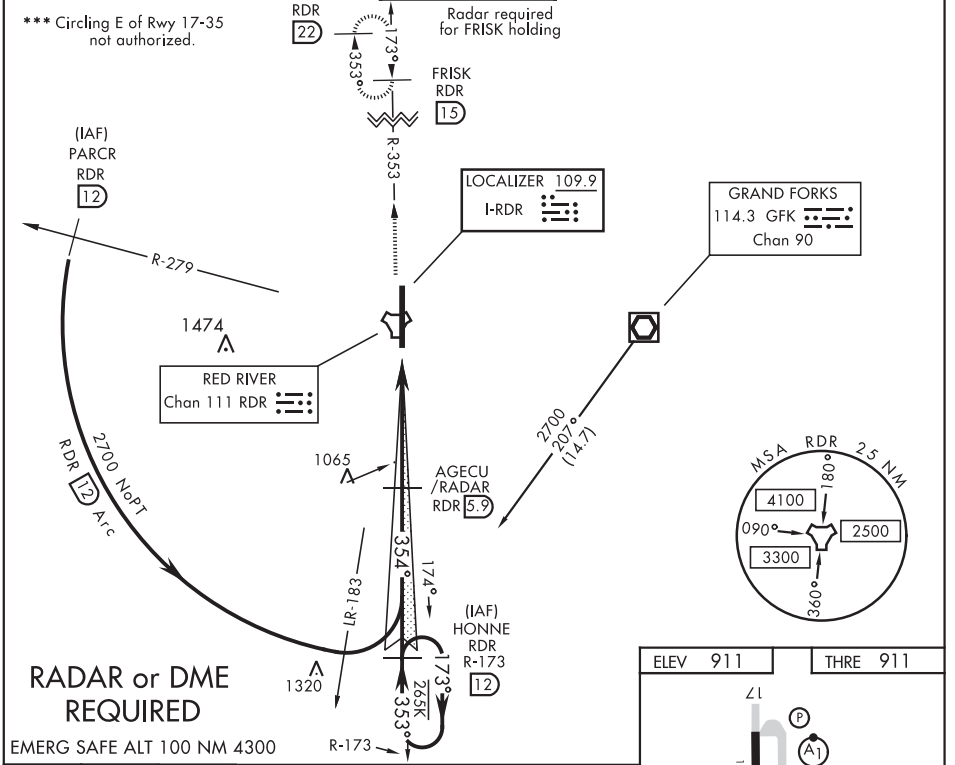 *** Circling E of Rwy 17-35
not authorized.
RDR
22
Radar required
for FRISK holding
173°
353°
FRISK
RDR
15
R-353
(IAF)
PARCR
RDR
12
R-279
LOCALIZER 109.9
I-RDR
GRAND FORKS
114.3 GFK
Chan 90
1474
RED RIVER
Chan 111 RDR
2700
207°
(14.7)
2700 NoPT
RDR 12 Arc
1065
AGECU
/RADAR
RDR 5.9
354°
174°
LR-183
MSA RDR 25 NM
180°
4100
090°
2500
3300
360°
(IAF)
HONNE
RDR
R-173
12
1320
173°
265K
353°
R-173
RADAR or DME
REQUIRED
EMERG SAFE ALT 100 NM 4300
ELEV 911
THRE 911
17
P
A1